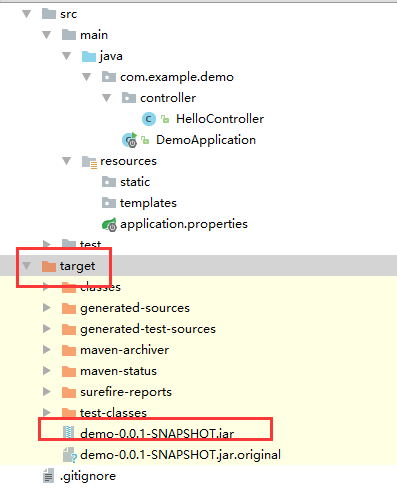 src
main
java
com.example.demo
controller
HelloController
DemoApplication
resources
static
templates
application.properties
test
target
classes
generated-sources
generated-test-sources
maven-archiver
maven-status
surefire-reports
test-classes
demo-0.0.1-SNAPSHOT.jar
demo-0.0.1-SNAPSHOT.jar.original
.gitignore